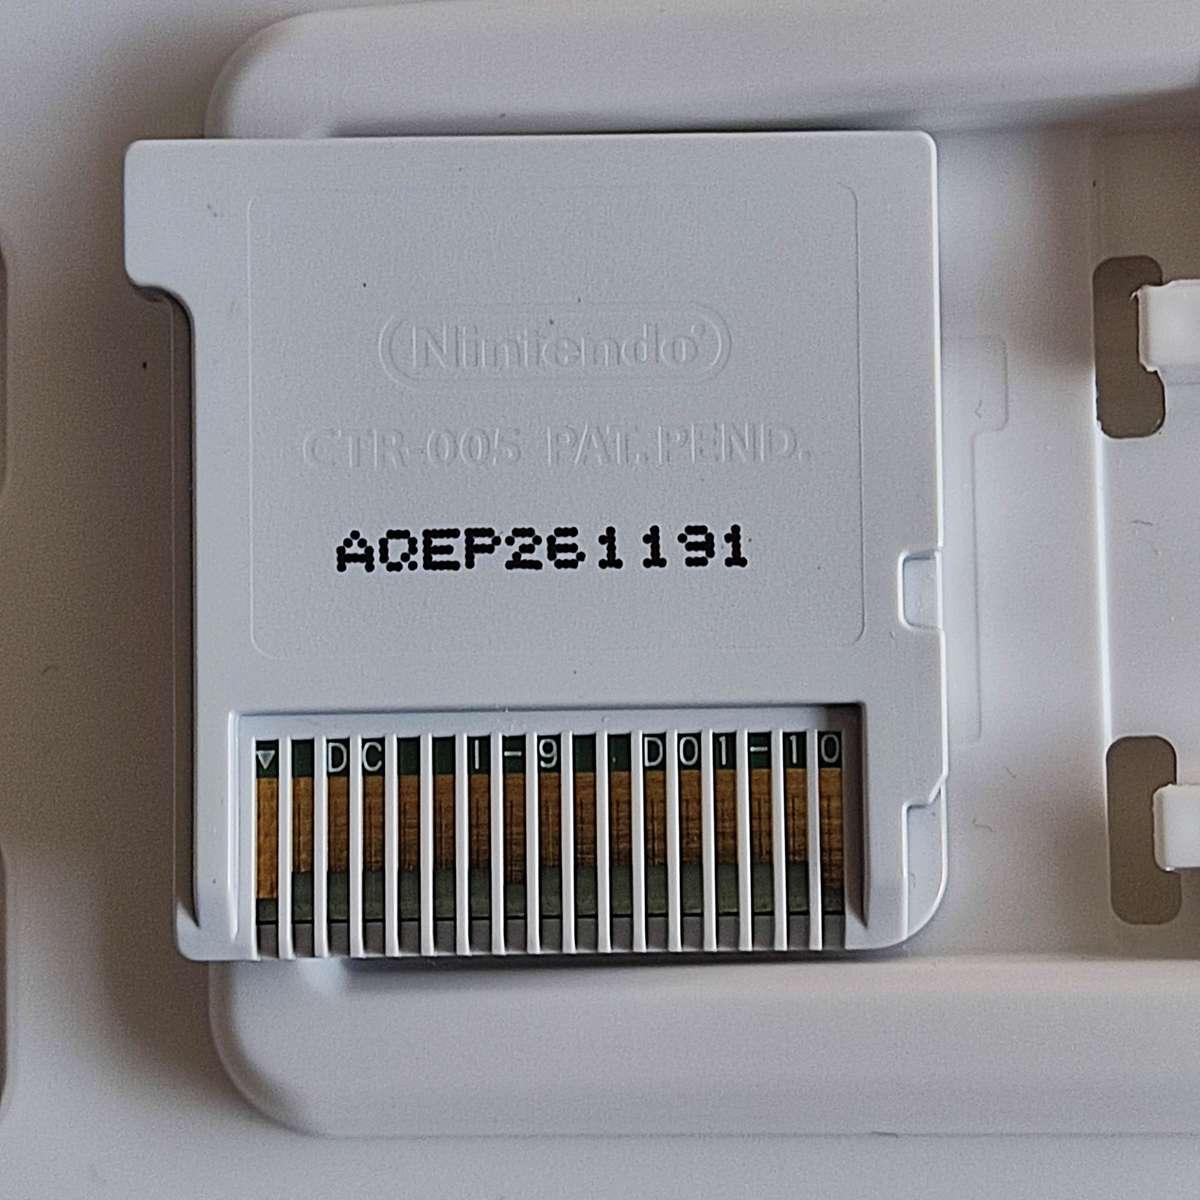 Nintendo®
CTR-005 PAT. PEND.
AQEP261191
▽ DC I-9 D01-10